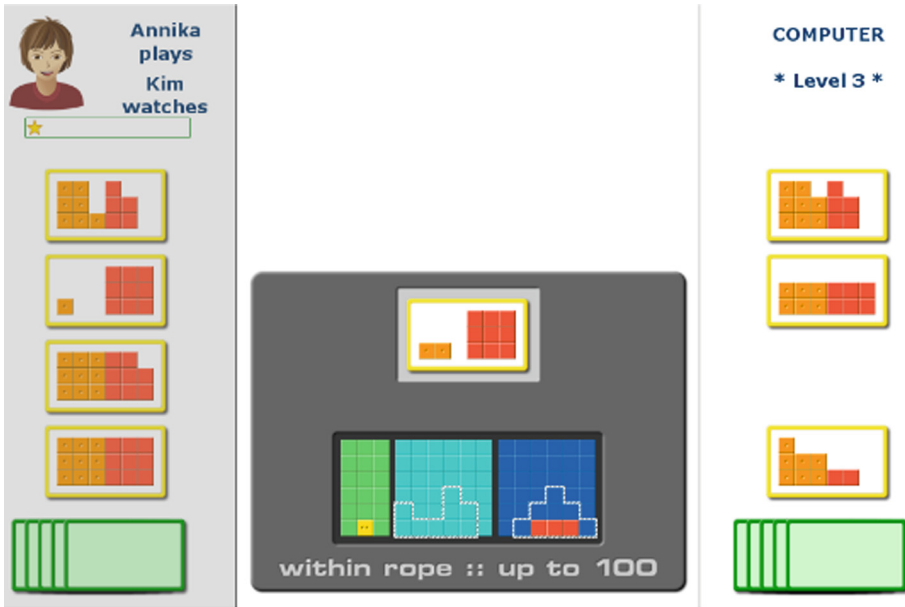 Annika
plays
Kim
watches
COMPUTER
* Level 3 *
within rope :: up to 100